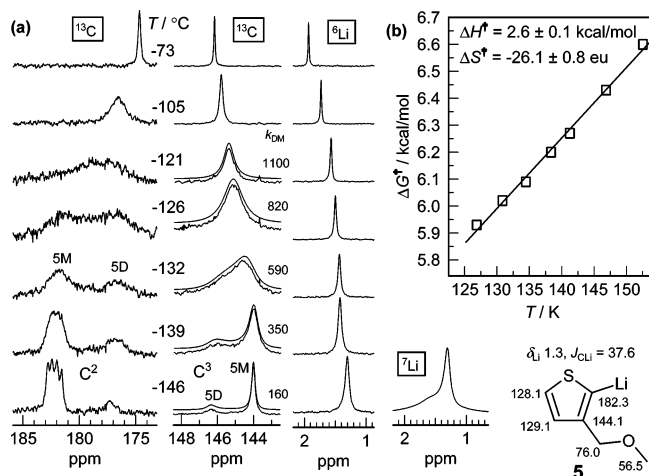 (a)
¹³C
T / °C
¹³C
⁶Li
-73
-105
-121
k_DM
1100
-126
820
5M
5D
-132
590
-139
350
C²
-146
C³
5D
5M
160
185
180
175
ppm
148
146
144
ppm
2
1
ppm
(b)
ΔH‡ = 2.6 ± 0.1 kcal/mol
ΔS‡ = -26.1 ± 0.8 eu
ΔG‡ / kcal/mol
6.7
6.6
6.5
6.4
6.3
6.2
6.1
6.0
5.9
5.8
125
130
135
140
145
150
T / K
⁷Li
2
1
ppm
δ_Li 1.3, J_CLi = 37.6
S
Li
128.1
182.3
129.1
144.1
O
76.0
56.5
5